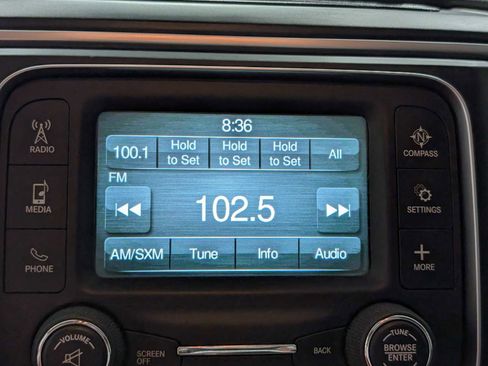 8:36
100.1 Hold to Set Hold to Set Hold to Set All
FM
102.5
AM/SXM Tune Info Audio
RADIO
MEDIA
PHONE
N
COMPASS
SETTINGS
MORE
VOLUME
SCREEN
OFF
BACK
TUNE
BROWSE
ENTER